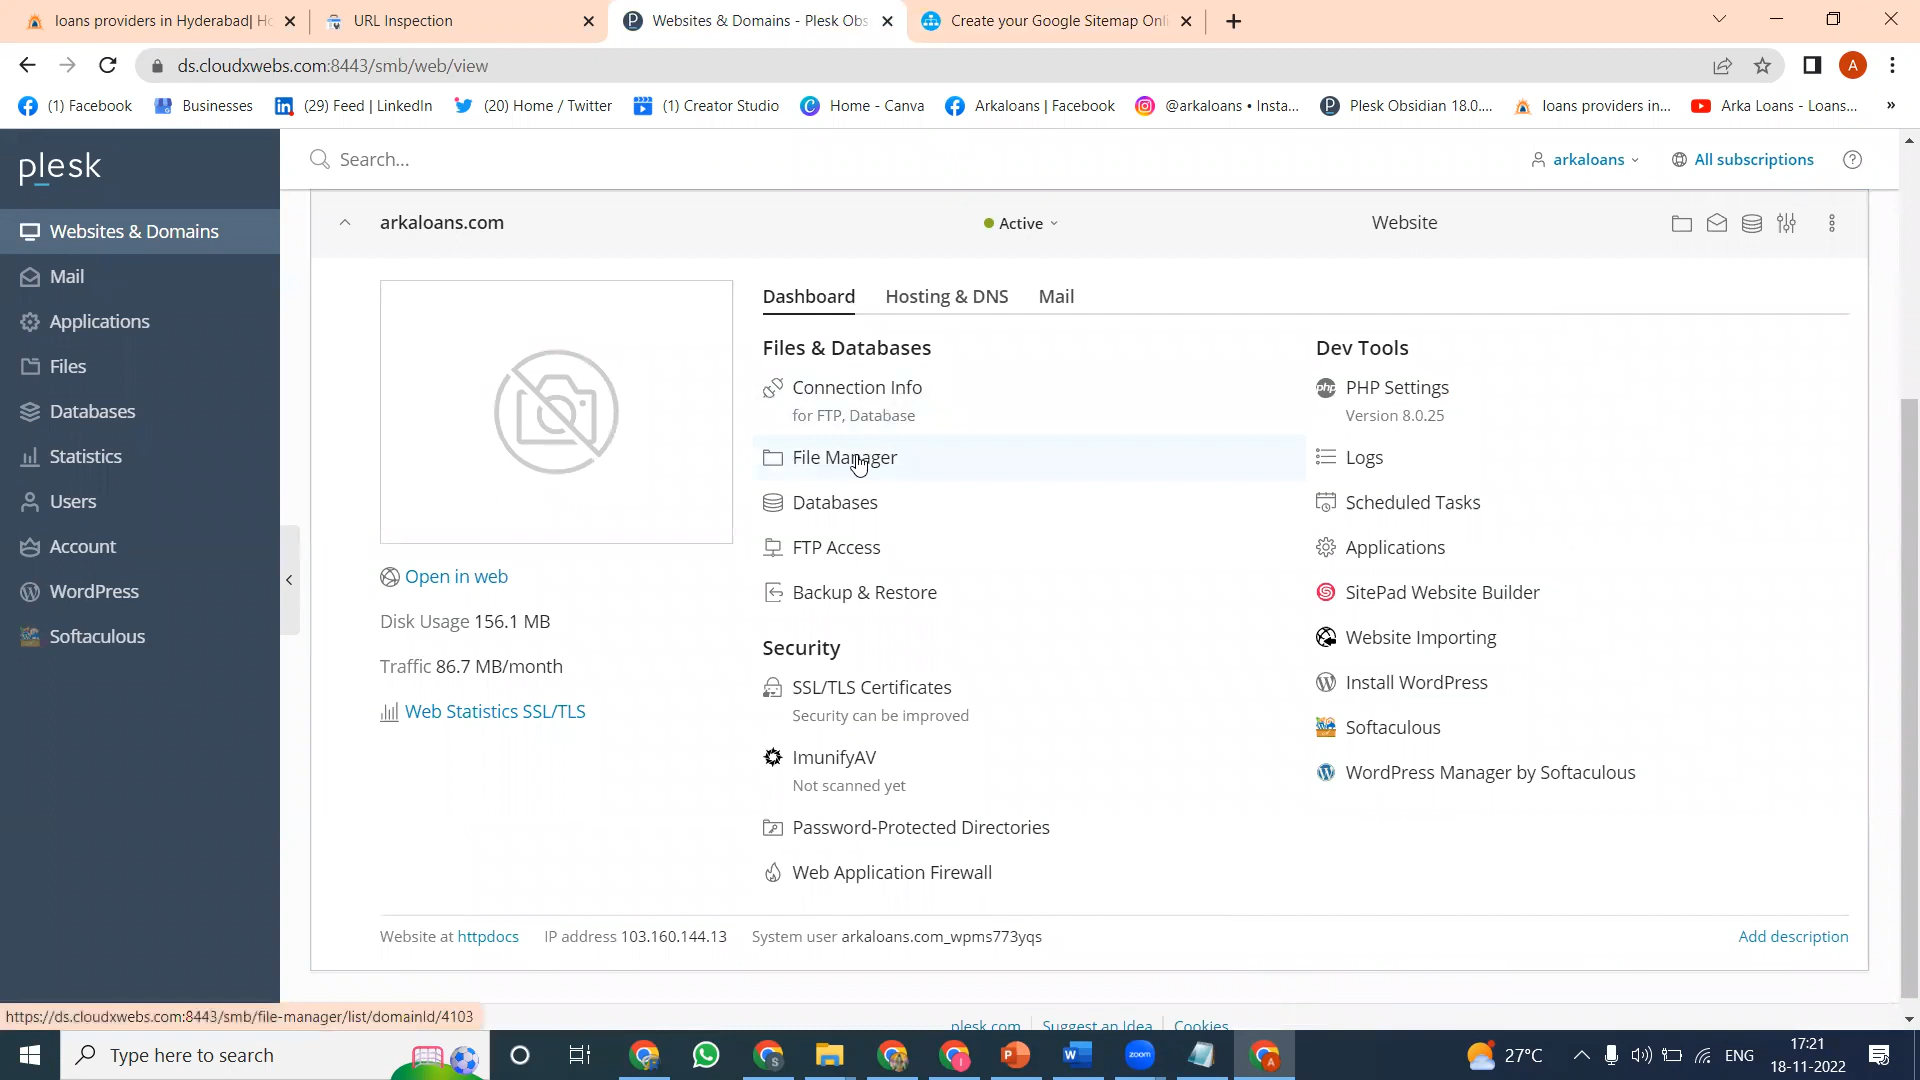 loans providers in Hyderabad| Ho
URL Inspection
Websites & Domains - Plesk Obs
Create your Google Sitemap Onli
ds.cloudxwebs.com:8443/smb/web/view
A
(1) Facebook
Businesses
(29) Feed | LinkedIn
(20) Home / Twitter
(1) Creator Studio
Home - Canva
Arkaloans | Facebook
@arkaloans • Insta...
Plesk Obsidian 18.0....
loans providers in...
Arka Loans - Loans...
»
plesk
Search...
arkaloans
All subscriptions
Websites & Domains
Mail
Applications
Files
Databases
Statistics
Users
Account
WordPress
Softaculous
arkaloans.com
Active
Website
Dashboard
Hosting & DNS
Mail
Open in web
Disk Usage 156.1 MB
Traffic 86.7 MB/month
Web Statistics SSL/TLS
Files & Databases
Connection Info
for FTP, Database
File Manager
Databases
FTP Access
Backup & Restore
Security
SSL/TLS Certificates
Security can be improved
ImunifyAV
Not scanned yet
Password-Protected Directories
Web Application Firewall
Dev Tools
php
PHP Settings
Version 8.0.25
Logs
Scheduled Tasks
Applications
SitePad Website Builder
Website Importing
Install WordPress
Softaculous
WordPress Manager by Softaculous
Website at httpdocs
IP address 103.160.144.13
System user arkaloans.com_wpms773yqs
Add description
plesk.com
Suggest an Idea
Cookies
https://ds.cloudxwebs.com:8443/smb/file-manager/list/domainId/4103
Type here to search
zoom
27°C
ENG
17:21
18-11-2022